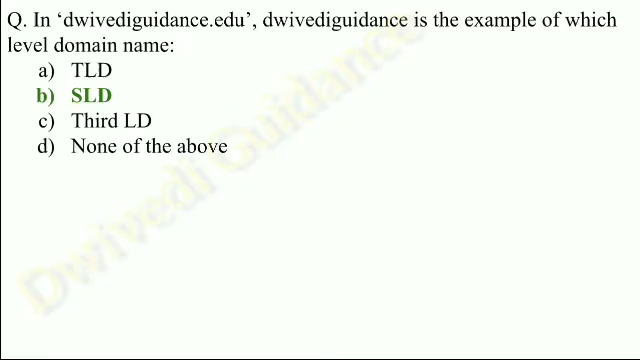 Q. In ‘dwivediguidance.edu’, dwivediguidance is the example of which
level domain name:
a) TLD
b) SLD
c) Third LD
d) None of the above
Dwivedi Guidance